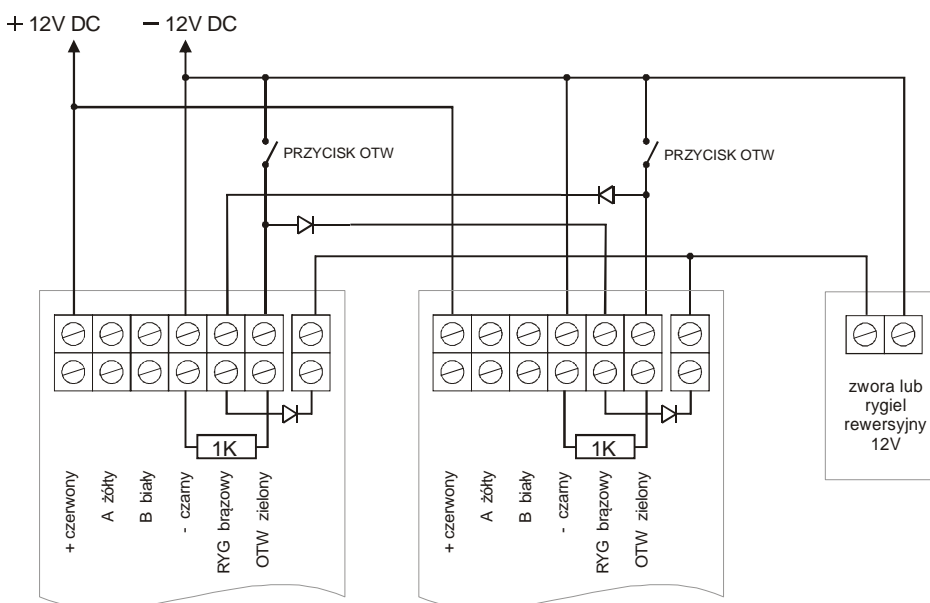 + 12V DC
− 12V DC
PRZYCISK OTW
PRZYCISK OTW
1K
1K
+ czerwony
A żółty
B biały
- czarny
RYG brązowy
OTW zielony
+ czerwony
A żółty
B biały
- czarny
RYG brązowy
OTW zielony
zwora lub
rygiel
rewersyjny
12V